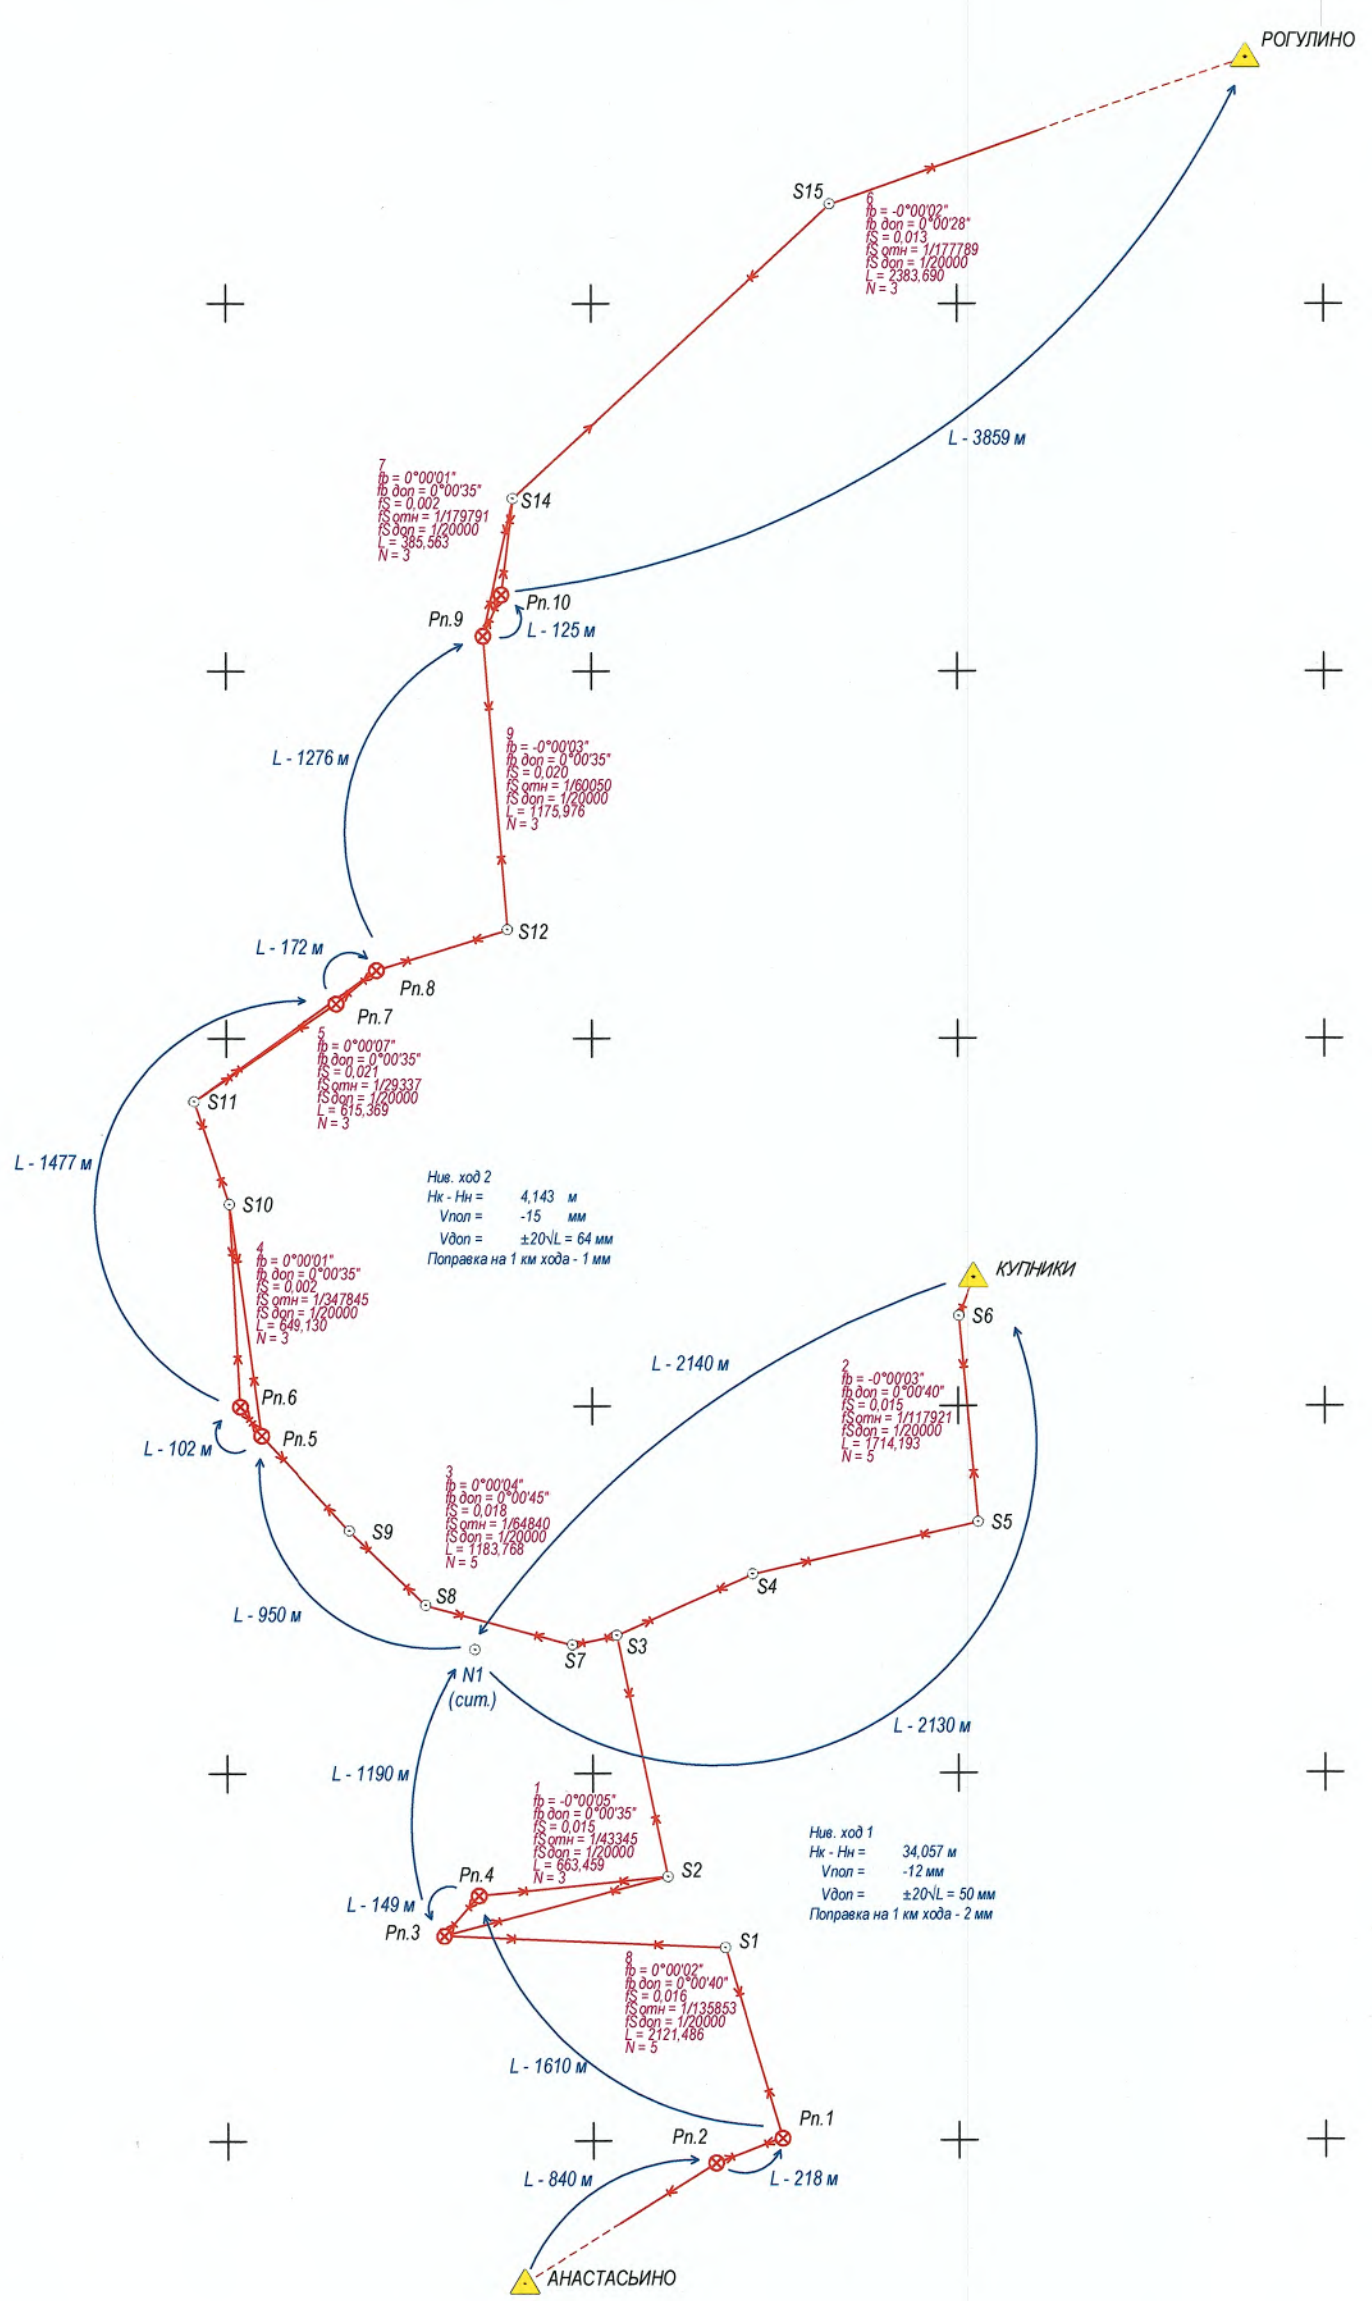 РОГУЛИНО
S15
6
fb = -0°00'02"
fb доп = 0°00'28"
fS = 0,013
fS отн = 1/177789
fS доп = 1/20000
L = 2383,690
N = 3
L - 3859 м
7
fb = 0°00'01"
fb доп = 0°00'35"
fS = 0,002
fS отн = 1/179791
fS доп = 1/20000
L = 385,563
N = 3
S14
Рп.10
Рп.9
L - 125 м
9
fb = -0°00'03"
fb доп = 0°00'35"
fS = 0,020
fS отн = 1/60050
fS доп = 1/20000
L = 1175,976
N = 3
L - 1276 м
S12
L - 172 м
Рп.8
Рп.7
5
fb = 0°00'07"
fb доп = 0°00'35"
fS = 0,021
fS отн = 1/29337
fS доп = 1/20000
L = 615,369
N = 3
S11
L - 1477 м
Нив. ход 2
Нк - Нн = 4,143 м
Vпол = -15 мм
Vдоп = ±20√L = 64 мм
Поправка на 1 км хода - 1 мм
S10
4
fb = 0°00'01"
fb доп = 0°00'35"
fS = 0,002
fS отн = 1/347845
fS доп = 1/20000
L = 649,130
N = 3
КУПНИКИ
S6
L - 2140 м
2
fb = -0°00'03"
fb доп = 0°00'40"
fS = 0,015
fS отн = 1/117921
fS доп = 1/20000
L = 1714,193
N = 5
Рп.6
Рп.5
L - 102 м
3
fb = 0°00'04"
fb доп = 0°00'45"
fS = 0,018
fS отн = 1/64840
fS доп = 1/20000
L = 1183,768
N = 5
S9
S5
S4
S8
L - 950 м
S3
S7
N1
(сит.)
L - 2130 м
L - 1190 м
1
fb = -0°00'05"
fb доп = 0°00'35"
fS = 0,015
fS отн = 1/43345
fS доп = 1/20000
L = 663,459
N = 3
Нив. ход 1
Нк - Нн = 34,057 м
Vпол = -12 мм
Vдоп = ±20√L = 50 мм
Поправка на 1 км хода - 2 мм
S2
Рп.4
L - 149 м
Рп.3
S1
8
fb = 0°00'02"
fb доп = 0°00'40"
fS = 0,016
fS отн = 1/135853
fS доп = 1/20000
L = 2121,486
N = 5
L - 1610 м
Рп.1
Рп.2
L - 840 м
L - 218 м
АНАСТАСЬИНО